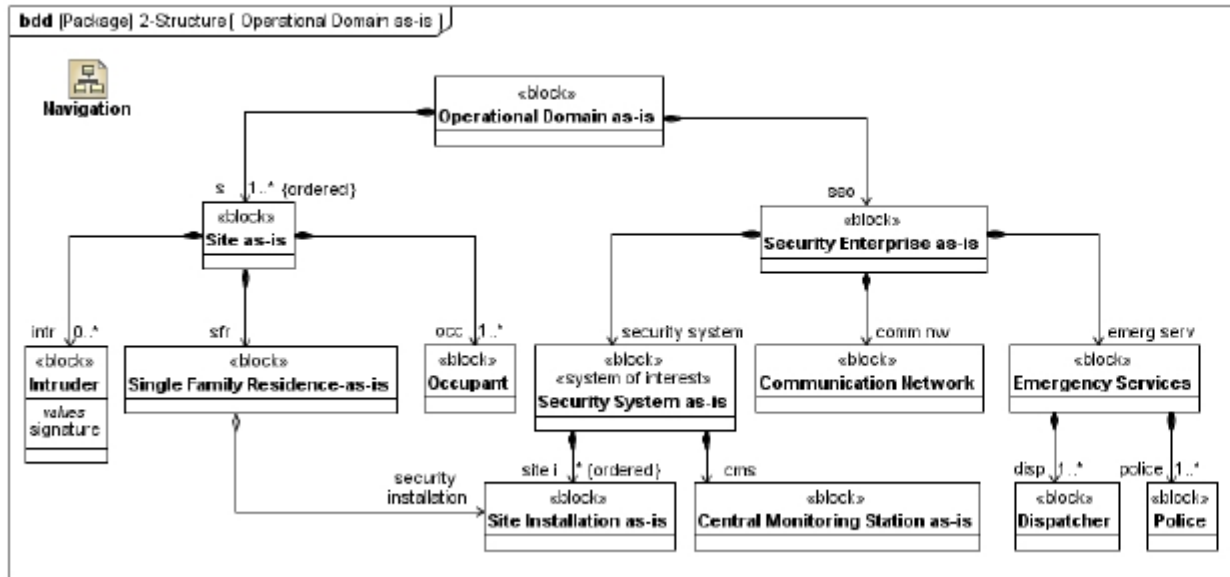 bdd [Package] 2-Structure [ Operational Domain as-is ]
Navigation
«block»
Operational Domain as-is
s 1..* {ordered}
«block»
Site as-is
seo
«block»
Security Enterprise as-is
intr 0..*
sfr
occ 1..*
security system
comm nw
emerg serv
«block»
Intruder
values
signature
«block»
Single Family Residence-as-is
«block»
Occupant
«block»
«system of interest»
Security System as-is
«block»
Communication Network
«block»
Emergency Services
security
installation
site i ..* {ordered}
cms
disp 1..*
police 1..*
«block»
Site Installation as-is
«block»
Central Monitoring Station as-is
«block»
Dispatcher
«block»
Police